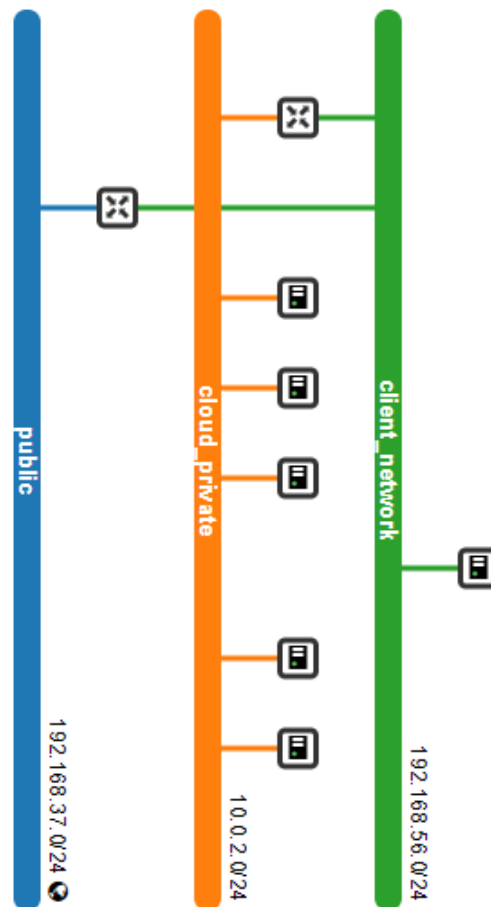 public
192.168.37.0/24
cloud_private
10.0.2.0/24
client_network
192.168.56.0/24